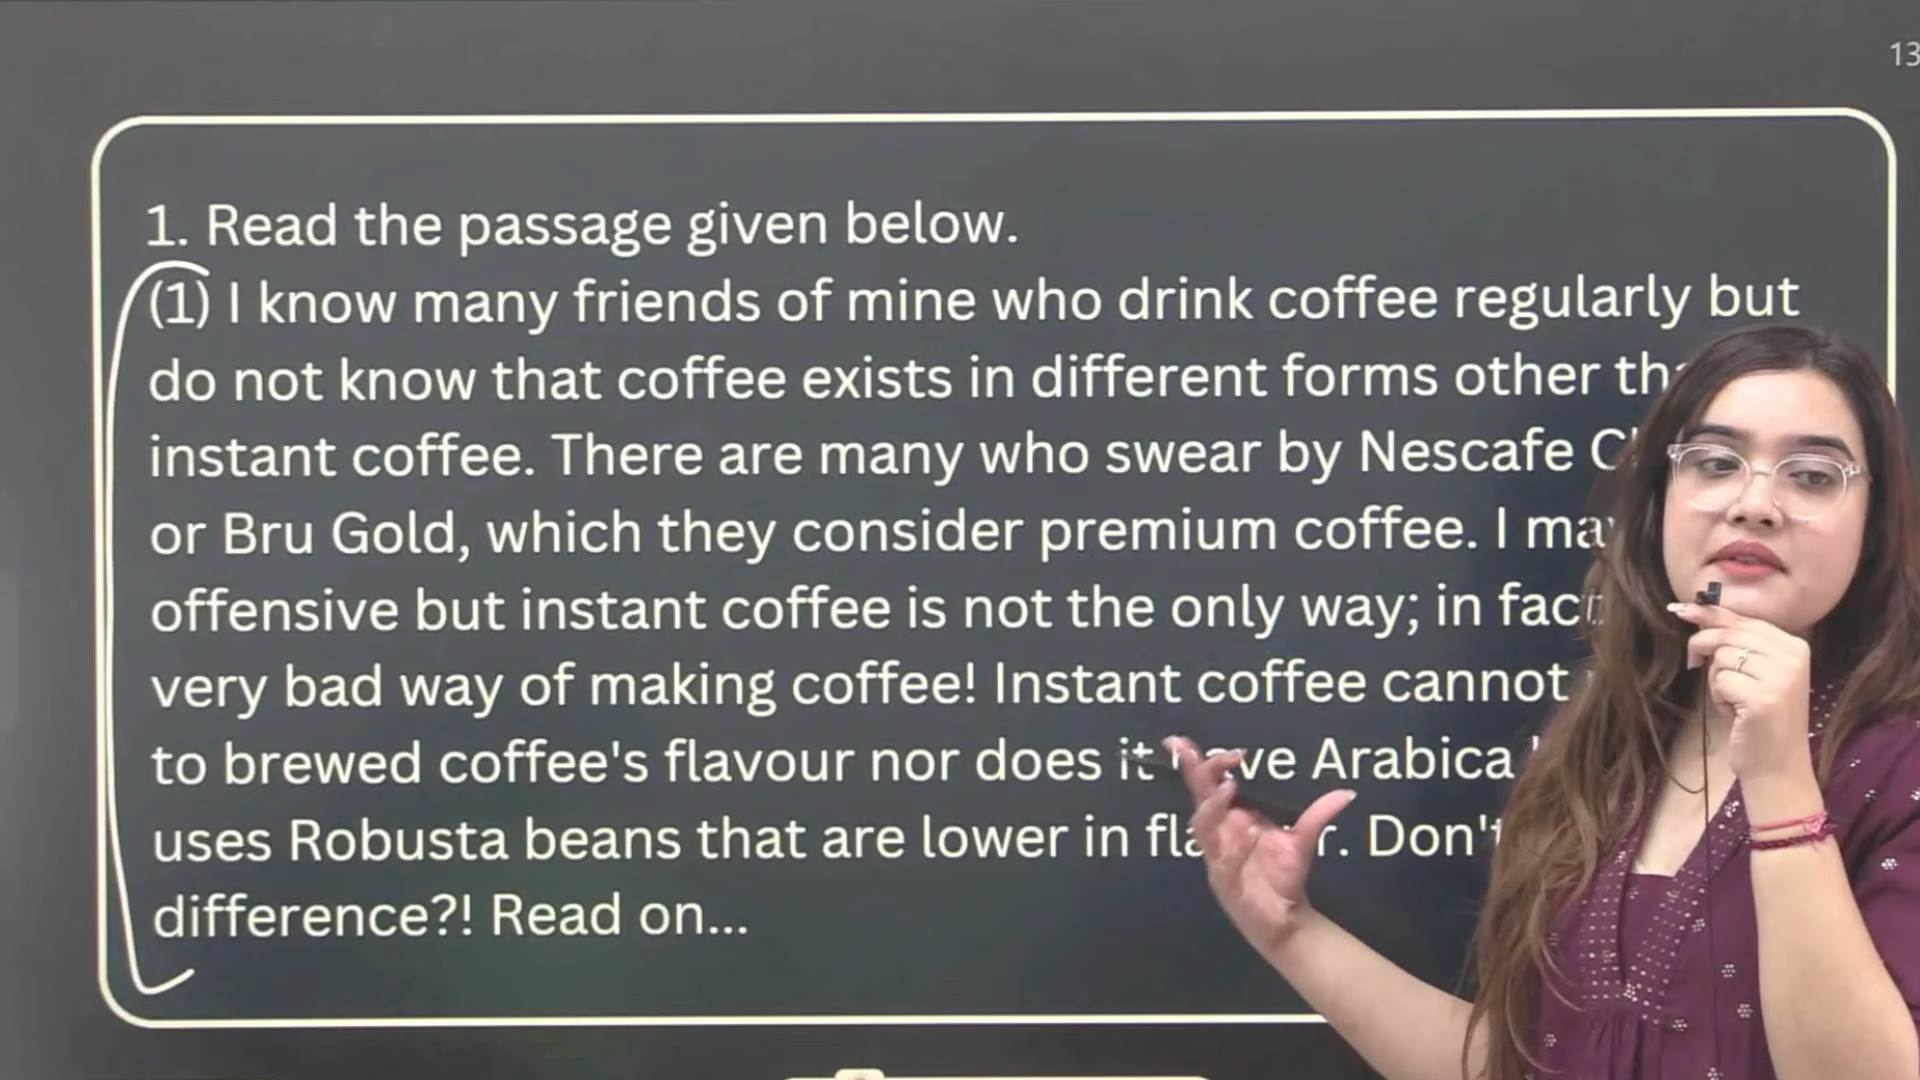 13
1. Read the passage given below.
(1) I know many friends of mine who drink coffee regularly but
do not know that coffee exists in different forms other
instant coffee. There are many who swear by Nescafe
or Bru Gold, which they consider premium coffee. I
offensive but instant coffee is not the only way; in
very bad way of making coffee! Instant coffee cannot
to brewed coffee's flavour nor does it Arabica
uses Robusta beans that are lower in Don't
difference?! Read on...